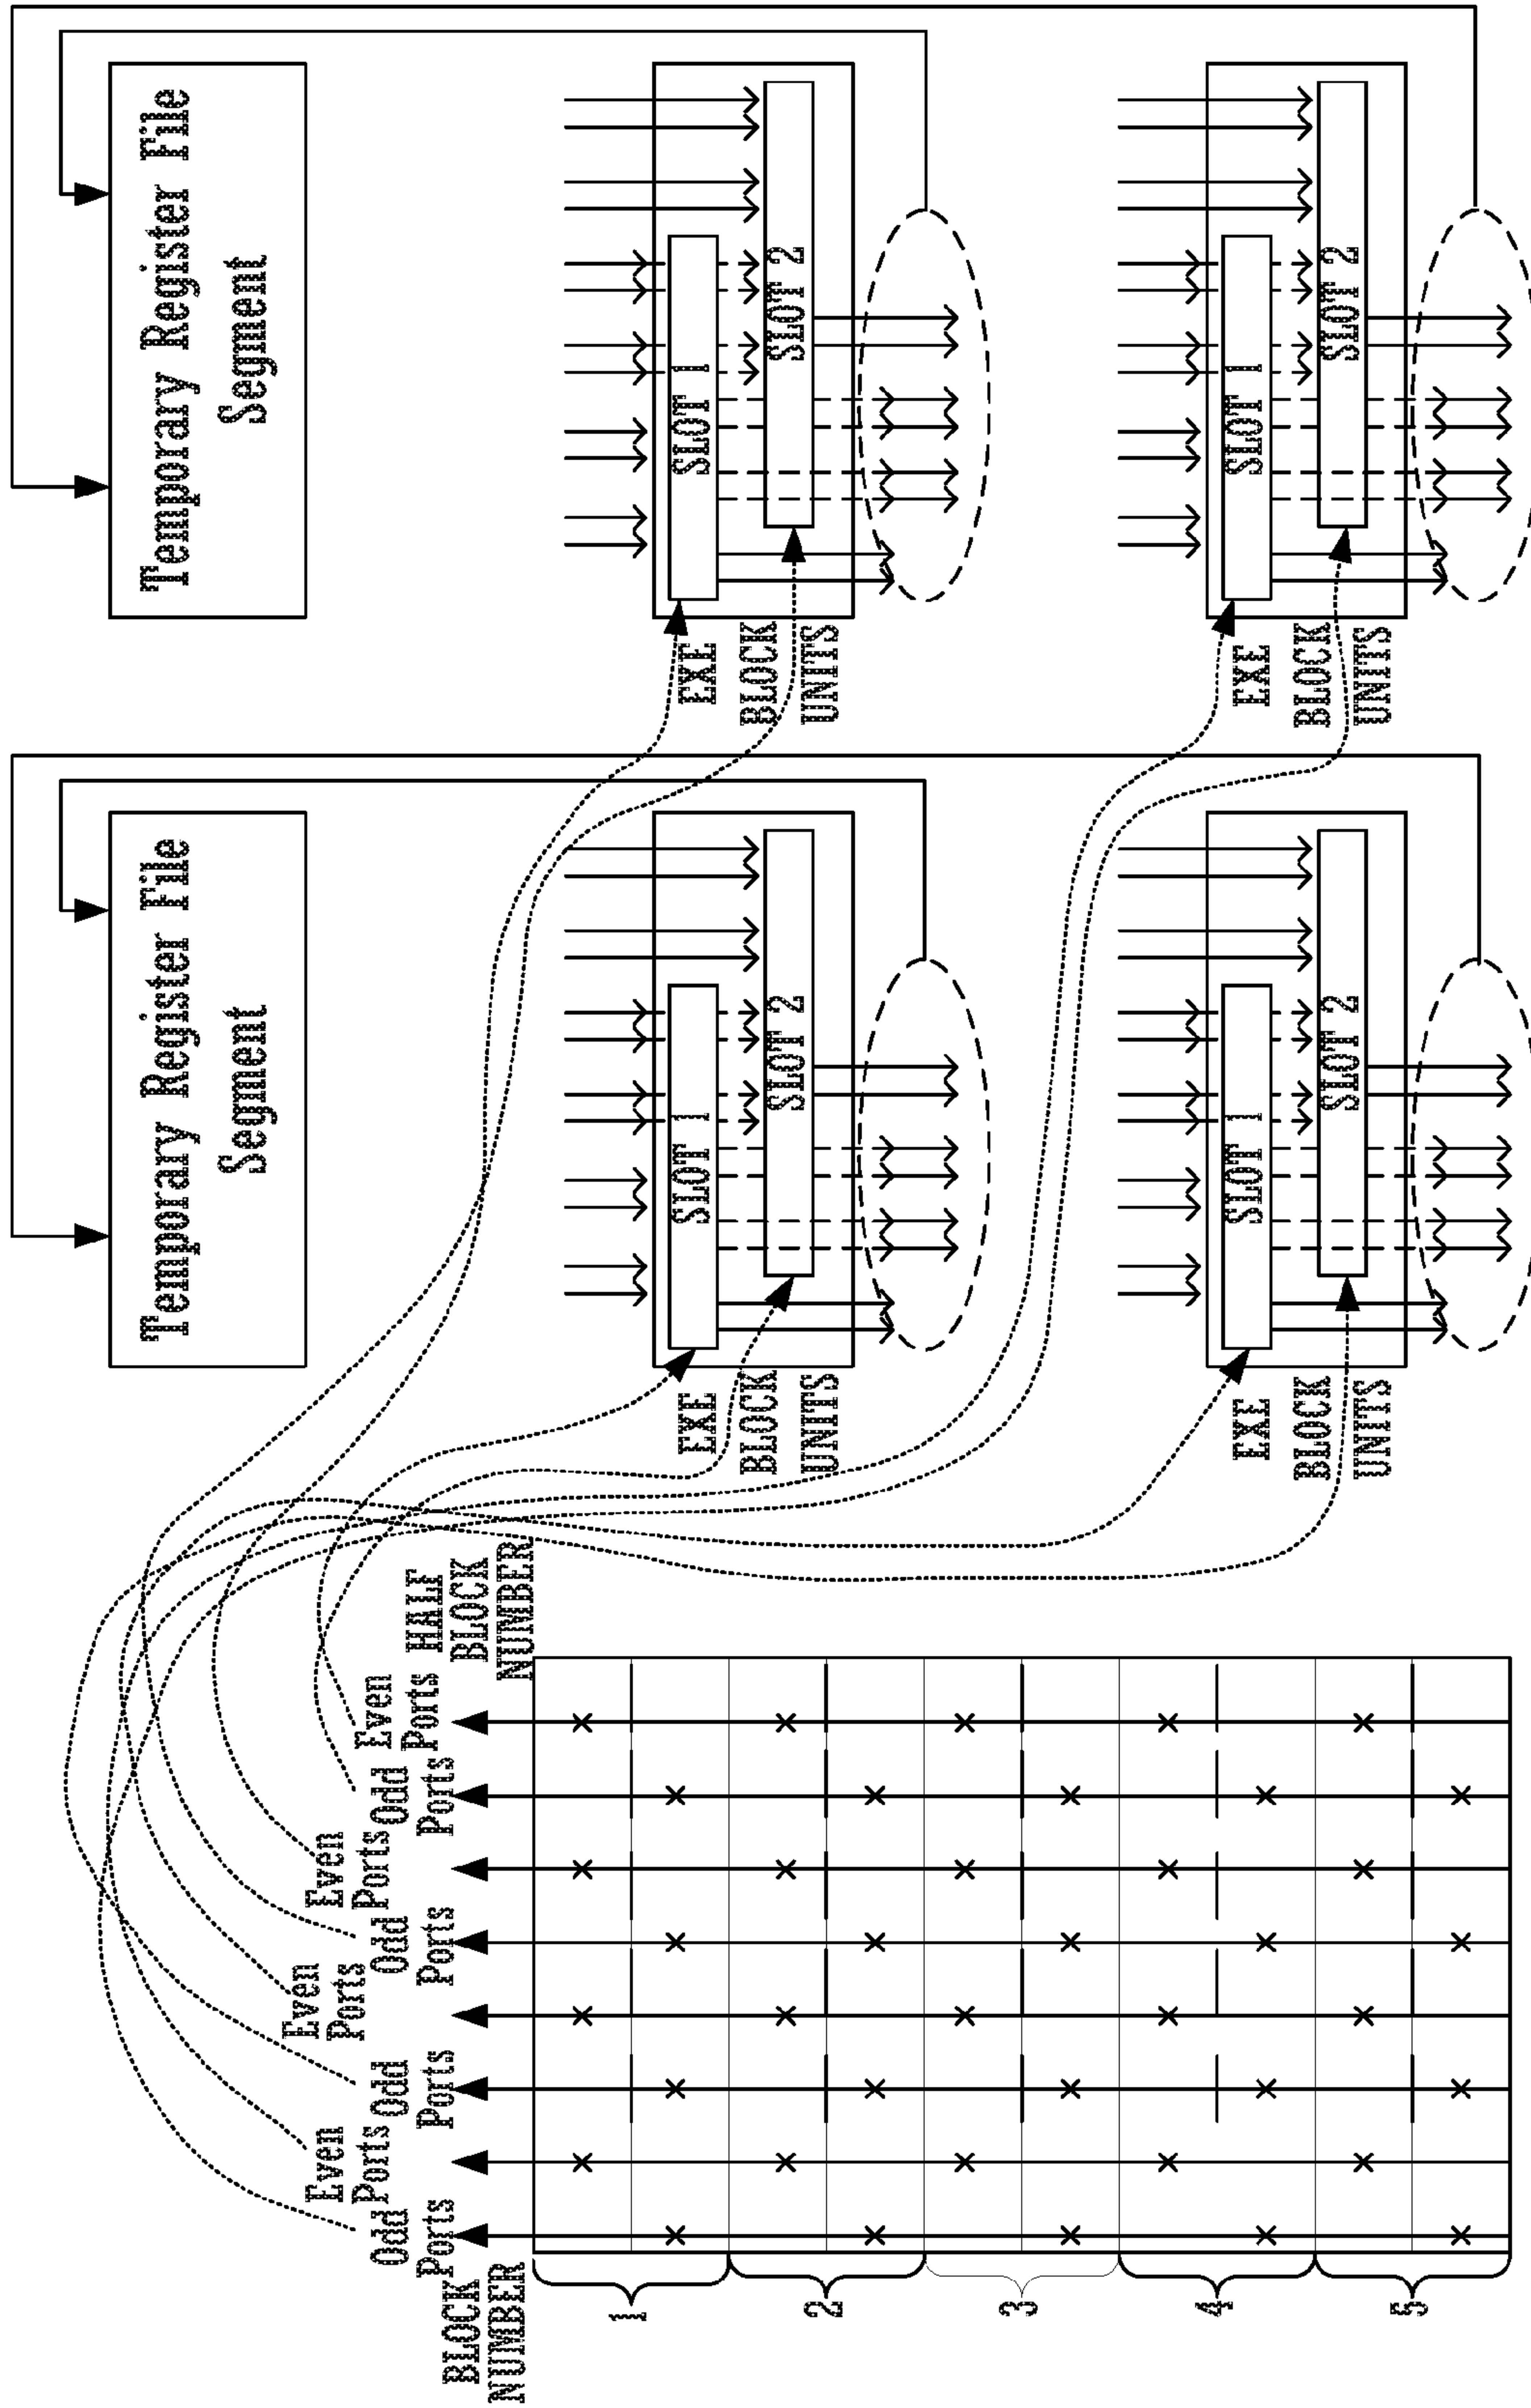 BLOCK
NUMBER
1
2
3
4
5
Odd
Ports
Even
Ports
Odd
Ports
Even
Ports
Odd
Ports
Even
Ports
Odd
Ports
Even
Ports
HALF
BLOCK
NUMBER
Temporary Register File
Segment
EXE
BLOCK
UNITS
SLOT 1
SLOT 2
EXE
BLOCK
UNITS
SLOT 1
SLOT 2
Temporary Register File
Segment
EXE
BLOCK
UNITS
SLOT 1
SLOT 2
EXE
BLOCK
UNITS
SLOT 1
SLOT 2